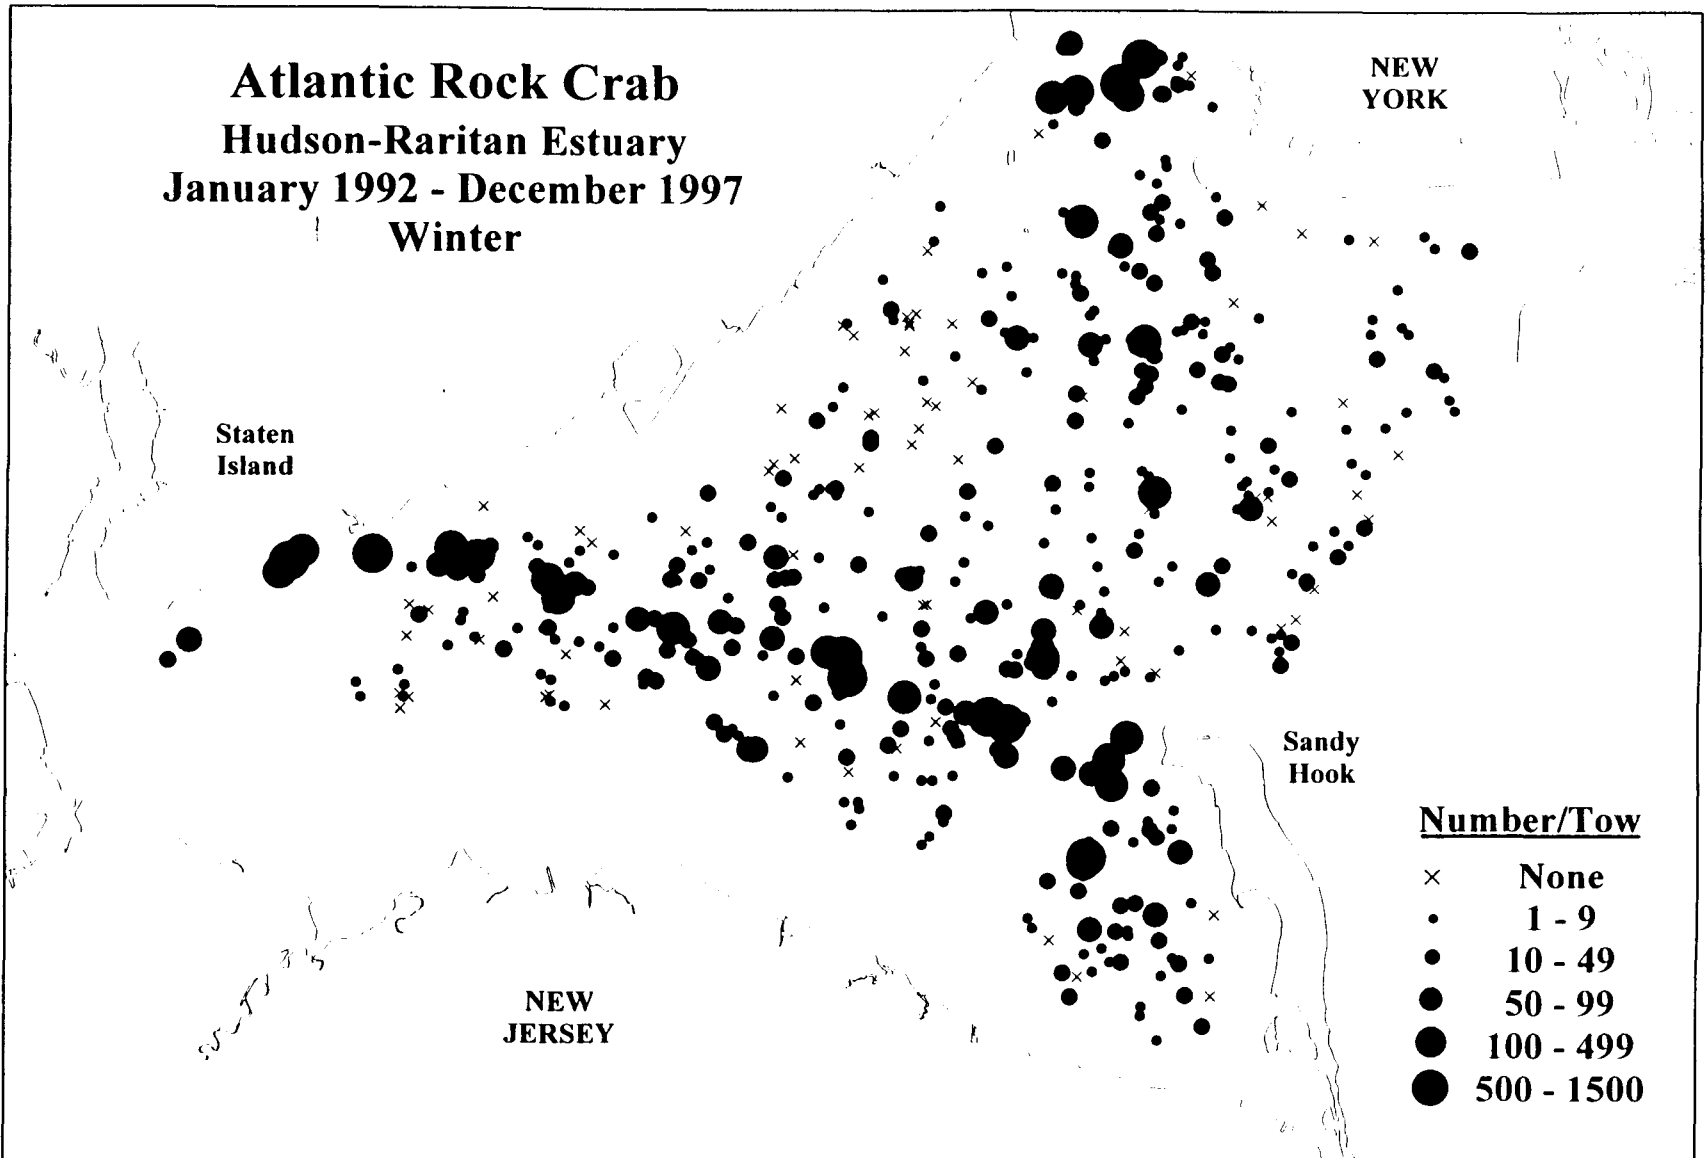 Atlantic Rock Crab
Hudson-Raritan Estuary
January 1992 - December 1997
Winter
NEW
YORK
Staten
Island
Sandy
Hook
NEW
JERSEY
Number/Tow
None
1 - 9
10 - 49
50 - 99
100 - 499
500 - 1500